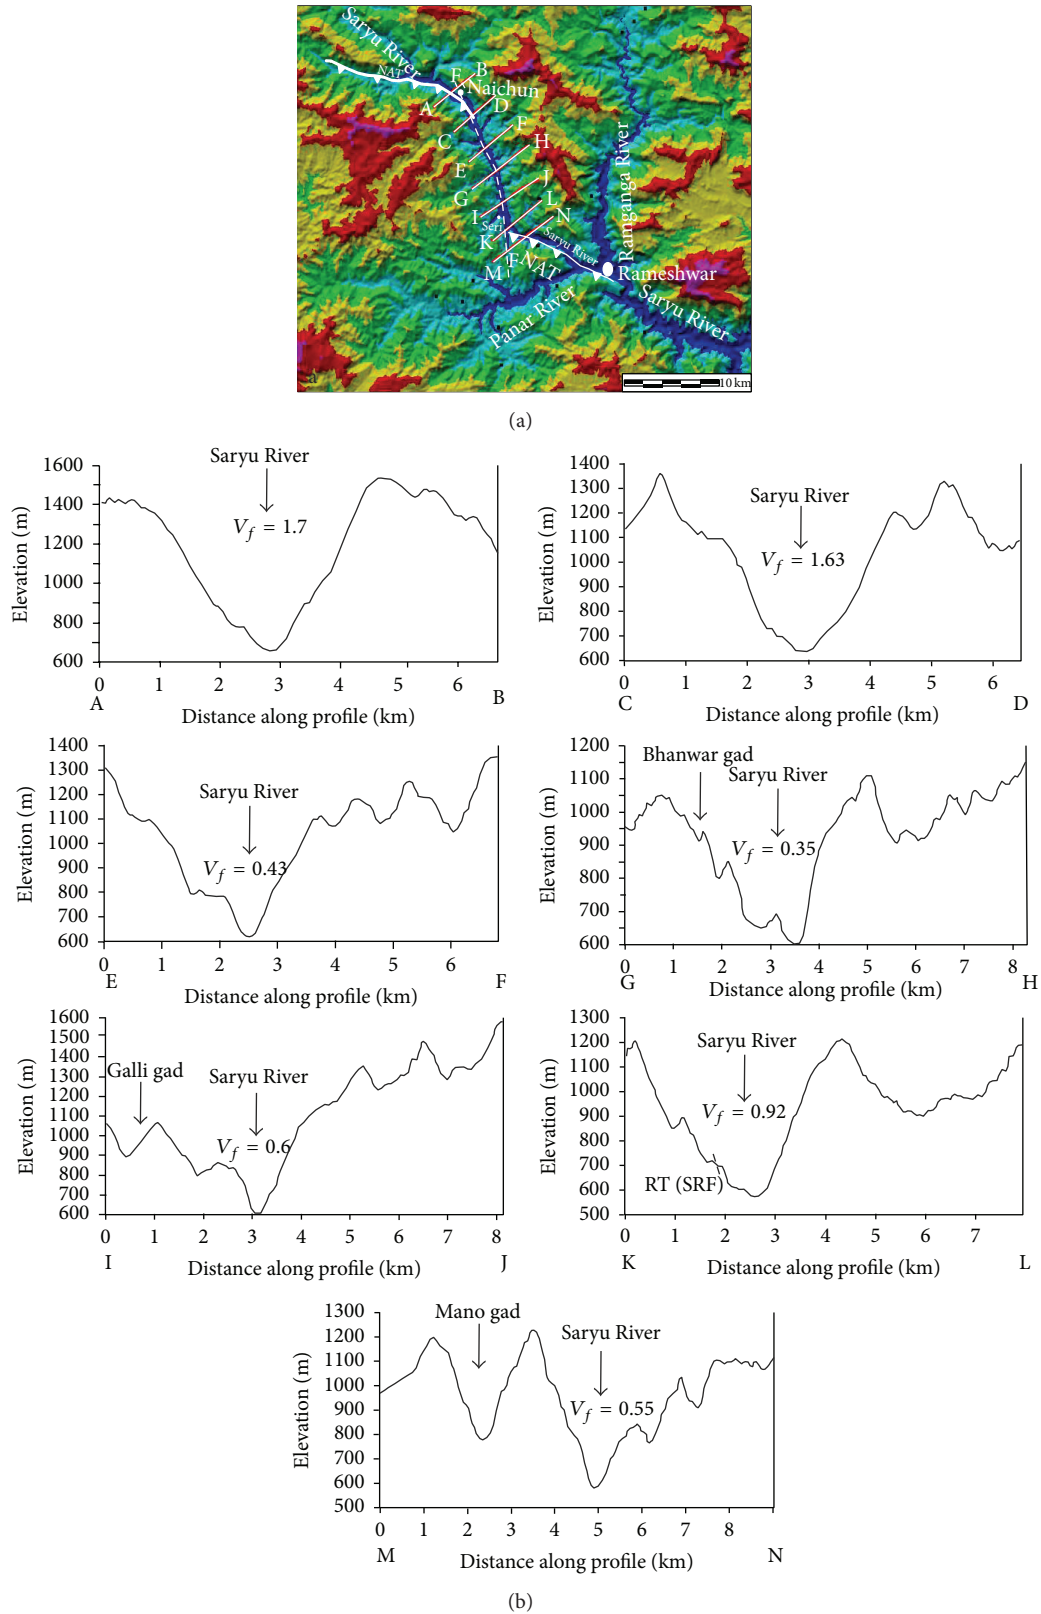 Saryu River
NAT
F
B
Naichun
A
D
C
F
E
H
G
J
I
L
Seri
N
K
Saryu River
M
F
NAT
Ramganga River
Rameshwar
Saryu River
Panar River
a
10 km
(a)
1600
1400
1200
1000
800
600
Elevation (m)
Saryu River
V_f = 1.7
0 1 2 3 4 5 6
A
B
Distance along profile (km)
1400
1300
1200
1100
1000
900
800
700
600
Elevation (m)
Saryu River
V_f = 1.63
0 1 2 3 4 5 6
C
D
Distance along profile (km)
1400
1300
1200
1100
1000
900
800
700
600
Elevation (m)
Saryu River
V_f = 0.43
0 1 2 3 4 5 6
E
F
Distance along profile (km)
1200
1100
1000
900
800
700
600
Elevation (m)
Bhanwar gad
Saryu River
V_f = 0.35
0 1 2 3 4 5 6 7 8
G
H
Distance along profile (km)
1600
1500
1400
1300
1200
1100
1000
900
800
700
600
Elevation (m)
Galli gad
Saryu River
V_f = 0.6
0 1 2 3 4 5 6 7 8
I
J
Distance along profile (km)
1300
1200
1100
1000
900
800
700
600
500
Elevation (m)
Saryu River
V_f = 0.92
RT (SRF)
0 1 2 3 4 5 6 7
K
L
Distance along profile (km)
1300
1200
1100
1000
900
800
700
600
500
Elevation (m)
Mano gad
Saryu River
V_f = 0.55
0 1 2 3 4 5 6 7 8
M
N
Distance along profile (km)
(b)